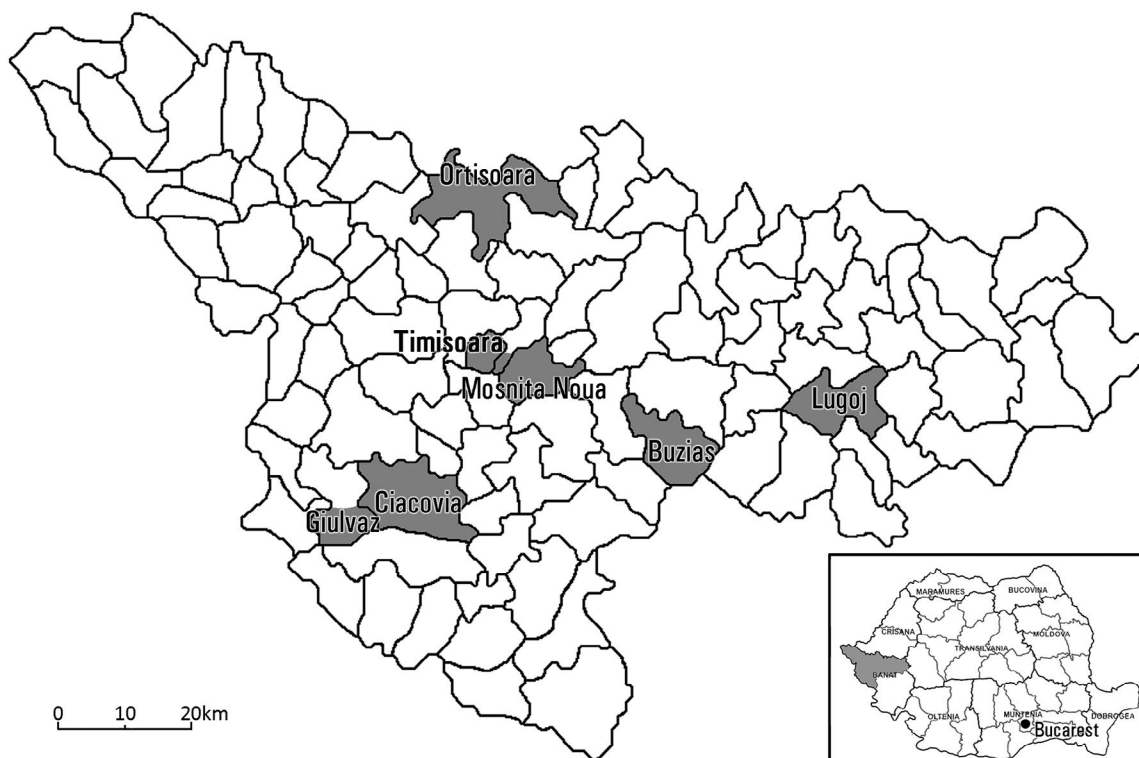 Ortisoara
Timisoara
Mosnita Noua
Lugoj
Buzias
Ciacovia
Giulvaz
0 10 20km
MARAMURES
BUCOVINA
CRISANA
MOLDOVA
TRANSILVANIA
BANAT
OLTENIA
MUNTENIA
DOBROGEA
Bucarest